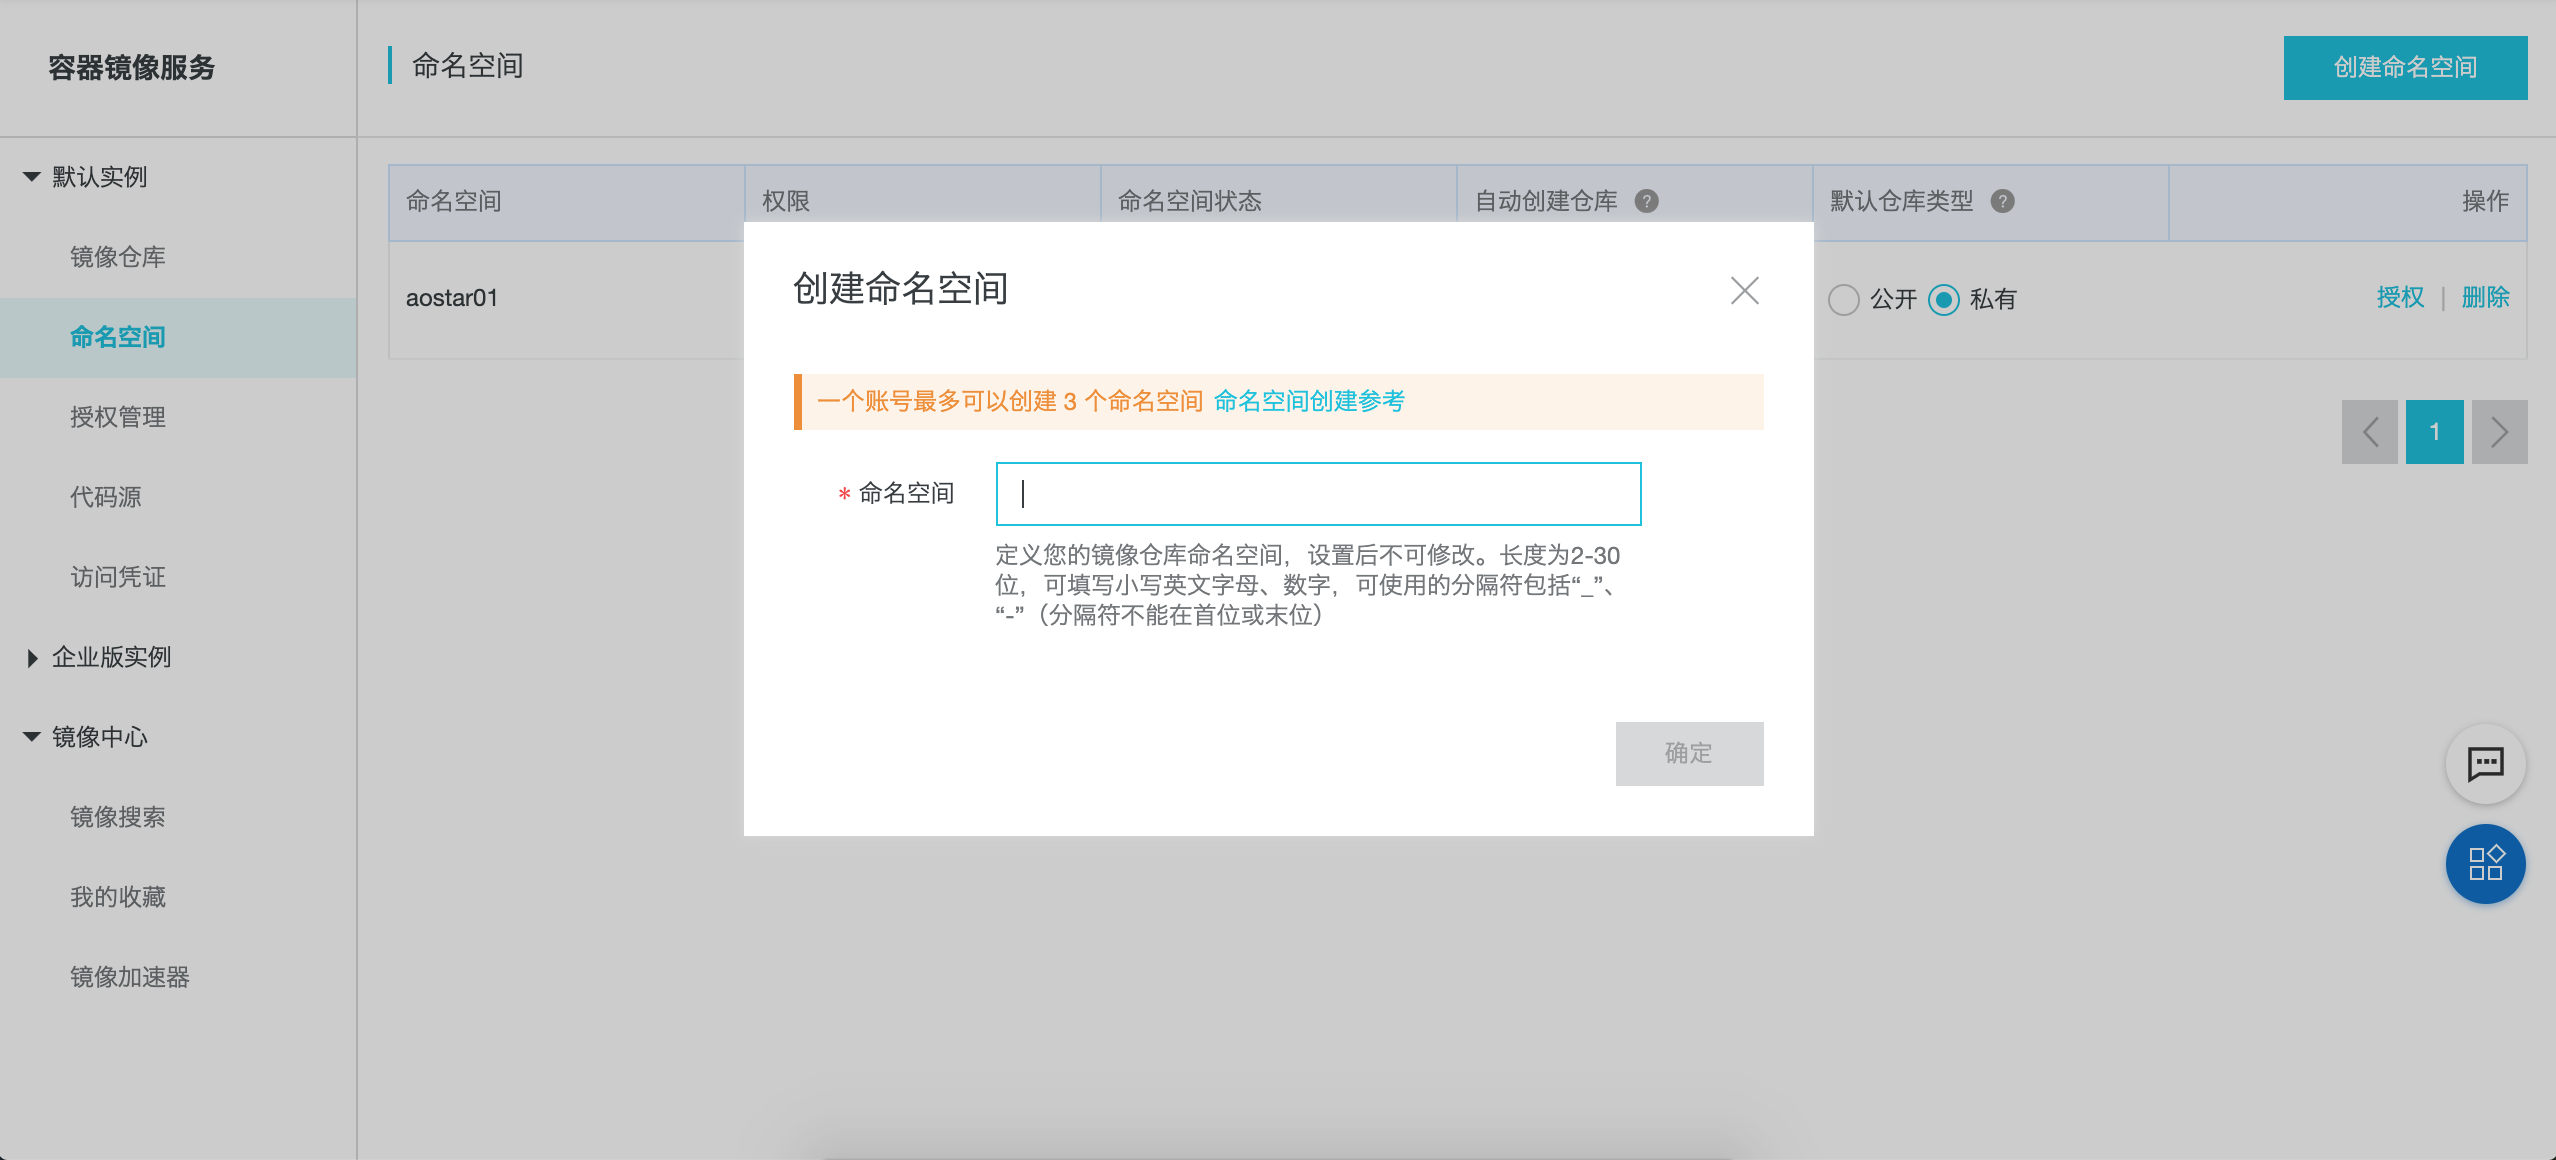 容器镜像服务
默认实例
镜像仓库
命名空间
授权管理
代码源
访问凭证
企业版实例
镜像中心
镜像搜索
我的收藏
镜像加速器
命名空间
创建命名空间
命名空间 权限 命名空间状态 自动创建仓库 ? 默认仓库类型 ? 操作
aostar01 公开 私有 授权 | 删除
1
创建命名空间
一个账号最多可以创建 3 个命名空间 命名空间创建参考
* 命名空间
定义您的镜像仓库命名空间，设置后不可修改。长度为2-30
位，可填写小写英文字母、数字，可使用的分隔符包括“_”、
“-”（分隔符不能在首位或末位）
确定